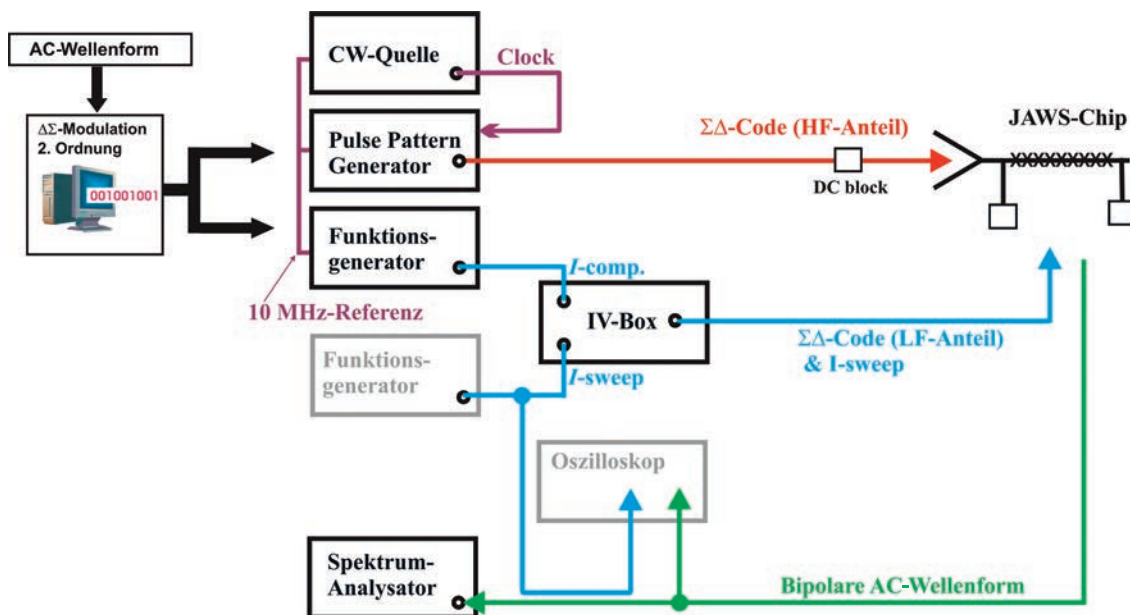 AC-Wellenform
ΔΣ-Modulation
2. Ordnung
001001001
CW-Quelle
Clock
Pulse Pattern
Generator
ΣΔ-Code (HF-Anteil)
DC block
JAWS-Chip
XXXXXXXXXX
Funktions-
generator
10 MHz-Referenz
I-comp.
IV-Box
ΣΔ-Code (LF-Anteil)
& I-sweep
Funktions-
generator
I-sweep
Oszilloskop
Spektrum-
Analysator
Bipolare AC-Wellenform